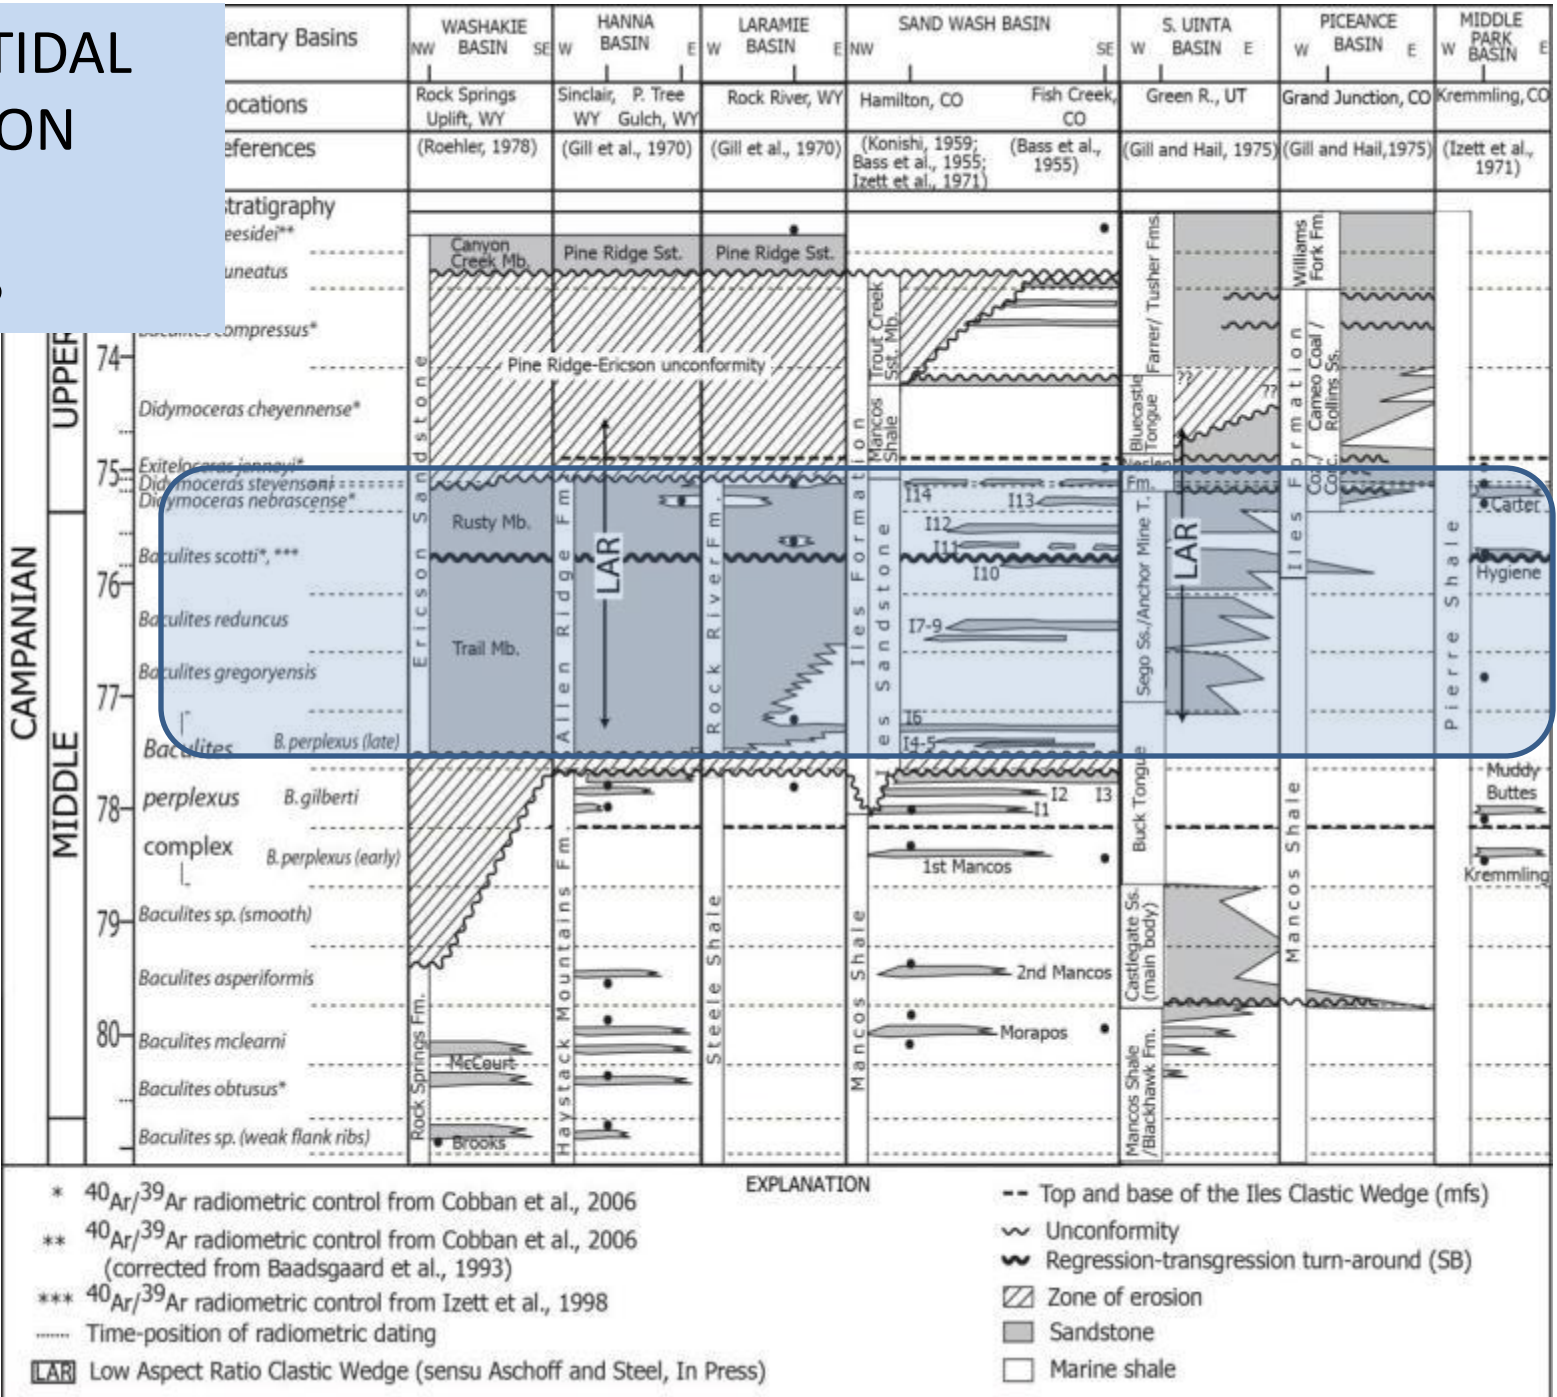 TIDAL
ON
entary Basins
WASHAKIE
NW BASIN SE
HANNA
W BASIN E
LARAMIE
W BASIN E
SAND WASH BASIN
NW SE
S. UINTA
W BASIN E
PICEANCE
W BASIN E
MIDDLE
PARK
W BASIN E
ocations
Rock Springs
Uplift, WY
Sinclair, P. Tree
WY Gulch, WY
Rock River, WY
Hamilton, CO
Fish Creek,
CO
Green R., UT
Grand Junction, CO
Kremmling, CO
eferences
(Roehler, 1978)
(Gill et al., 1970)
(Gill et al., 1970)
(Konishi, 1959;
Bass et al., 1955;
Izett et al., 1971)
(Bass et al.,
1955)
(Gill and Hail, 1975)
(Gill and Hail,1975)
(Izett et al.,
1971)
stratigraphy
eesidei**
uneatus
Baculites compressus*
Didymoceras cheyennense*
Exiteloceras jenneyi*
Didymoceras stevensoni
Didymoceras nebrascense*
Baculites scotti*, ***
Baculites reduncus
Baculites gregoryensis
Baculites
B. perplexus (late)
perplexus
B. gilberti
complex
B. perplexus (early)
Baculites sp. (smooth)
Baculites asperiformis
Baculites mclearni
Baculites obtusus*
Baculites sp. (weak flank ribs)
CAMPANIAN
UPPER
MIDDLE
74
75
76
77
78
79
80
Ericson Sandstone
Rock Springs Fm.
Canyon
Creek Mb.
Pine Ridge Sst.
Pine Ridge Sst.
Pine Ridge-Ericson unconformity
Rusty Mb.
Trail Mb.
McCourt
Brooks
Allen Ridge Fm.
Haystack Mountains Fm.
LAR
Rock River Fm.
Steele Shale
Trout Creek
Sst. Mb.
Mancos
Shale
Iles Formation
Iles Sandstone
Mancos Shale
I14
I13
I12
I11
I10
I7-9
I6
I4-5
I2
I3
I1
1st Mancos
2nd Mancos
Morapos
Farrer/ Tusher Fms.
Bluecastle
Tongue
??
??
Neslen
Fm.
Sego Ss./Anchor Mine T.
LAR
Buck Tongue
Castlegate Ss.
(main body)
Mancos Shale
/Blackhawk Fm.
Williams
Fork Fm.
Iles Formation
Cameo Coal /
Rollins Ss.
Mancos Shale
Pierre Shale
Carter
Hygiene
Muddy
Buttes
Kremmling
EXPLANATION
* 40Ar/39Ar radiometric control from Cobban et al., 2006
** 40Ar/39Ar radiometric control from Cobban et al., 2006
(corrected from Baadsgaard et al., 1993)
*** 40Ar/39Ar radiometric control from Izett et al., 1998
Time-position of radiometric dating
LAR Low Aspect Ratio Clastic Wedge (sensu Aschoff and Steel, In Press)
Top and base of the Iles Clastic Wedge (mfs)
Unconformity
Regression-transgression turn-around (SB)
Zone of erosion
Sandstone
Marine shale